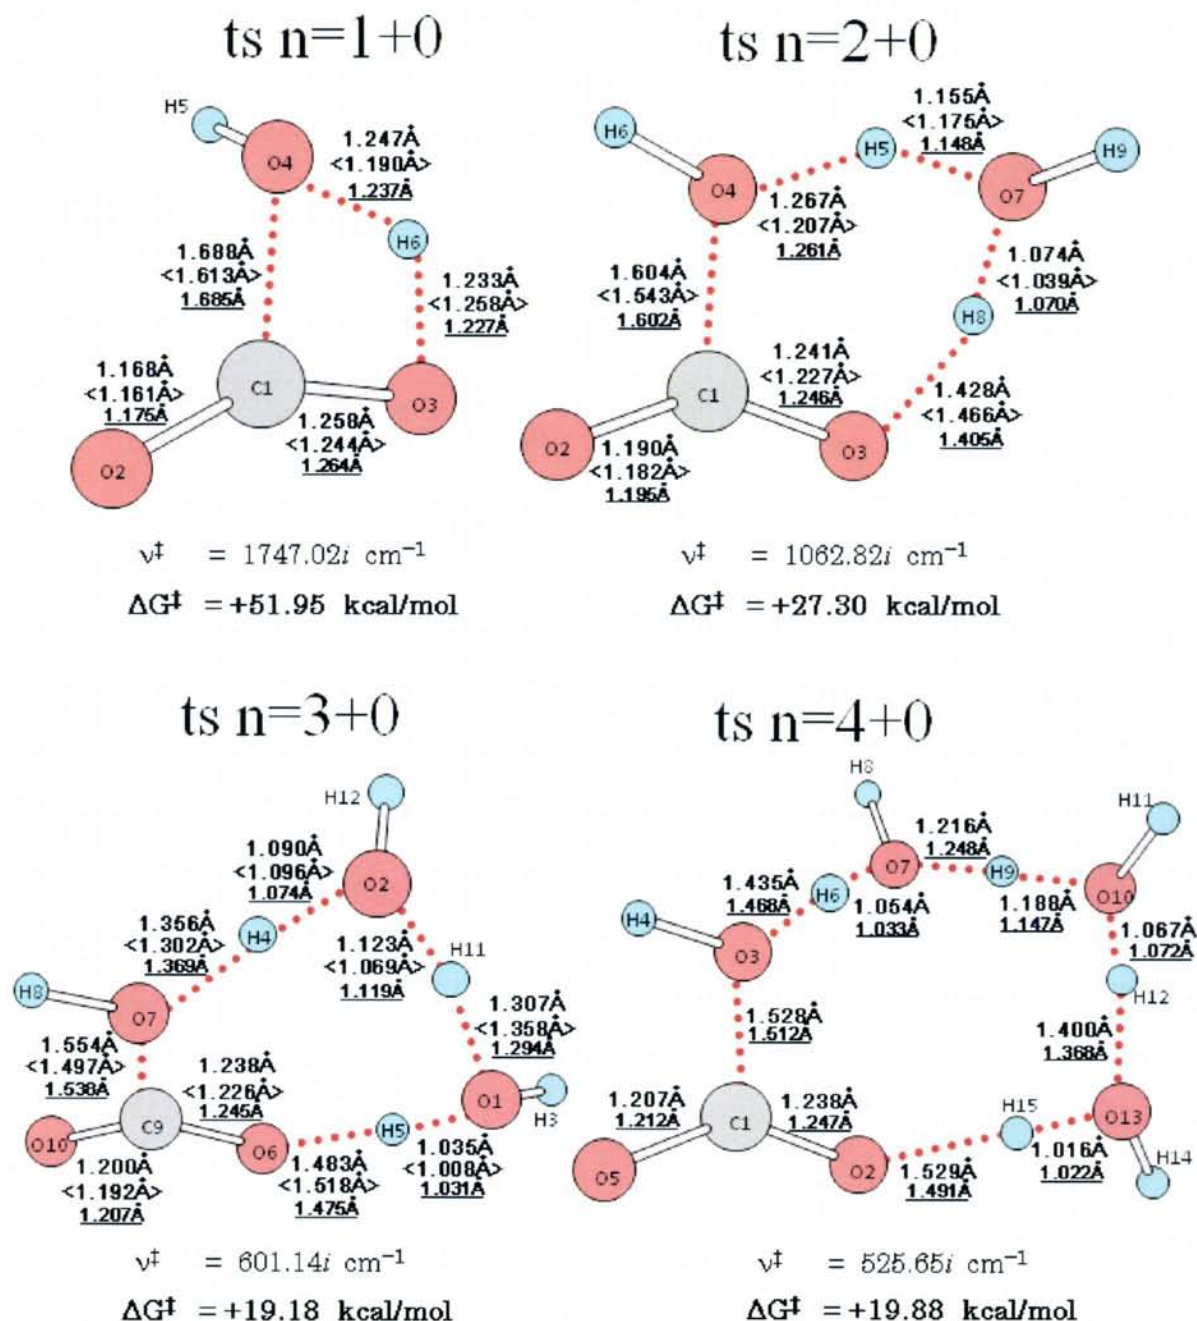 ts n=1+0
H5
O4
1.247Å
<1.190Å>
1.237Å
H6
1.688Å
<1.613Å>
1.685Å
1.233Å
<1.258Å>
1.227Å
1.168Å
<1.161Å>
1.175Å
C1
O3
1.258Å
<1.244Å>
1.264Å
O2
ν‡ = 1747.02i cm⁻¹
ΔG‡ =+51.95 kcal/mol
ts n=2+0
H6
O4
1.155Å
<1.175Å>
1.148Å
H5
H9
O7
1.267Å
<1.207Å>
1.261Å
1.604Å
<1.543Å>
1.602Å
1.074Å
<1.039Å>
1.070Å
H8
1.241Å
<1.227Å>
1.246Å
C1
1.428Å
<1.466Å>
1.405Å
O2
O3
1.190Å
<1.182Å>
1.195Å
ν‡ = 1062.82i cm⁻¹
ΔG‡ =+27.30 kcal/mol
ts n=3+0
H12
1.090Å
<1.096Å>
1.074Å
O2
1.356Å
<1.302Å>
1.369Å
H4
1.123Å
<1.069Å>
1.119Å
H11
H8
O7
1.307Å
<1.358Å>
1.294Å
1.554Å
<1.497Å>
1.538Å
1.238Å
<1.226Å>
1.245Å
O1
H3
C9
O10
O6
H5
1.035Å
<1.008Å>
1.031Å
1.200Å
<1.192Å>
1.207Å
1.483Å
<1.518Å>
1.475Å
ν‡ = 601.14i cm⁻¹
ΔG‡ =+19.18 kcal/mol
ts n=4+0
H8
H11
1.216Å
1.248Å
O7
H9
O10
1.435Å
1.468Å
H6
1.054Å
1.033Å
1.188Å
1.147Å
H4
O3
1.067Å
1.072Å
H12
1.528Å
1.512Å
1.400Å
1.368Å
1.207Å
1.212Å
C1
1.238Å
1.247Å
H15
O13
O5
O2
1.016Å
1.022Å
H14
1.529Å
1.491Å
ν‡ = 525.65i cm⁻¹
ΔG‡ =+19.88 kcal/mol